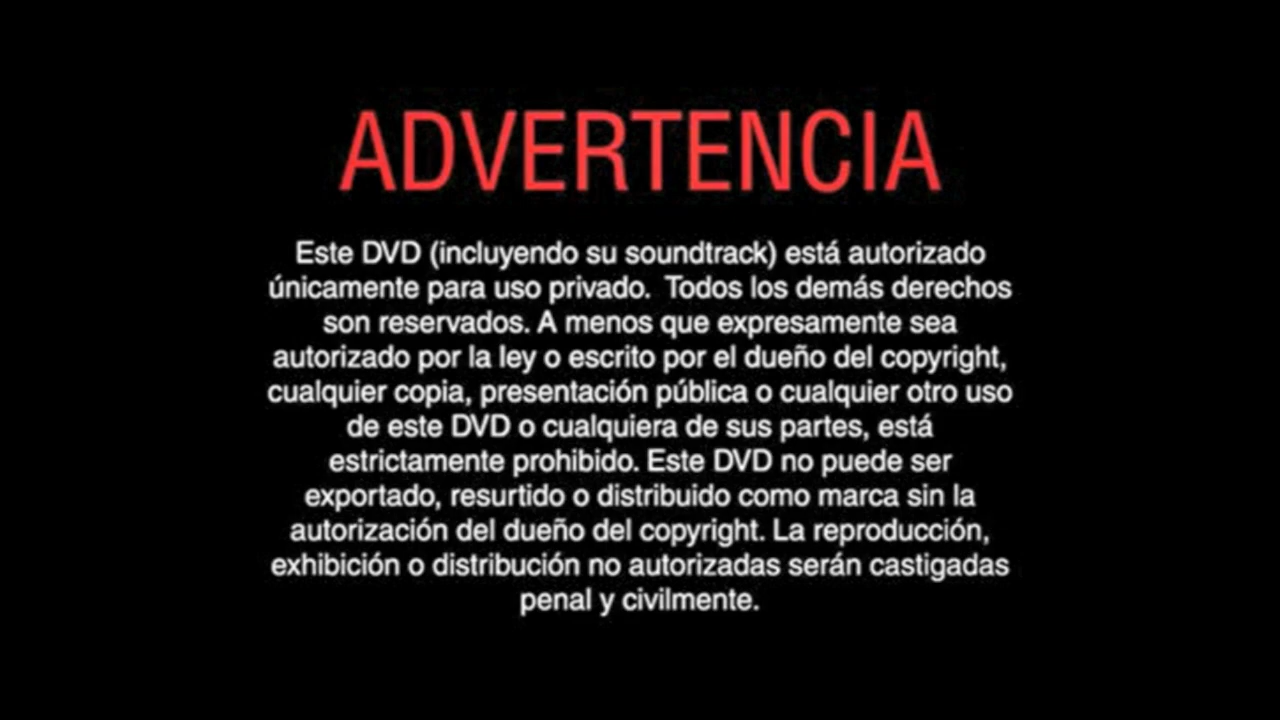 ADVERTENCIA
Este DVD (incluyendo su soundtrack) está autorizado
únicamente para uso privado.  Todos los demás derechos
son reservados. A menos que expresamente sea
autorizado por la ley o escrito por el dueño del copyright,
cualquier copia, presentación pública o cualquier otro uso
de este DVD o cualquiera de sus partes, está
estrictamente prohibido. Este DVD no puede ser
exportado, resurtido o distribuido como marca sin la
autorización del dueño del copyright. La reproducción,
exhibición o distribución no autorizadas serán castigadas
penal y civilmente.